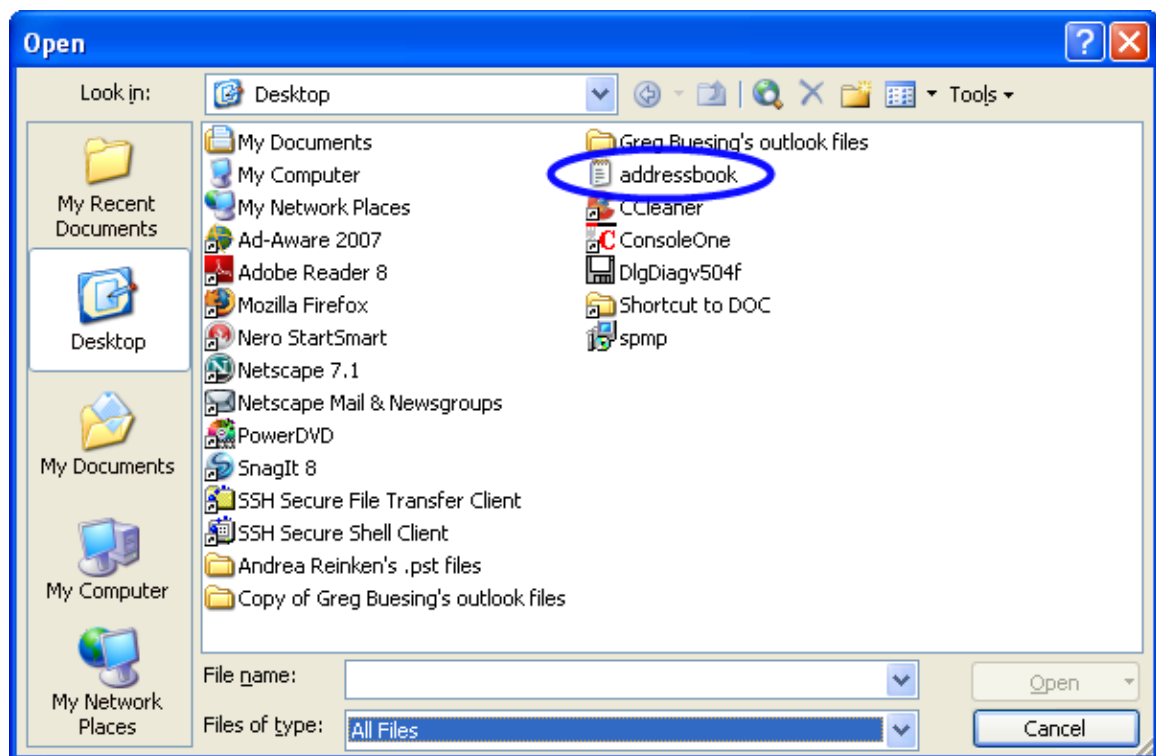 Open
Look in: Desktop Tools
My Recent
Documents
Desktop
My Documents
My Computer
My Network
Places
My Documents
My Computer
My Network Places
Ad-Aware 2007
Adobe Reader 8
Mozilla Firefox
Nero StartSmart
Netscape 7.1
Netscape Mail & Newsgroups
PowerDVD
SnagIt 8
SSH Secure File Transfer Client
SSH Secure Shell Client
Andrea Reinken's .pst files
Copy of Greg Buesing's outlook files
Greg Buesing's outlook files
addressbook
CCleaner
ConsoleOne
DlgDiagv504f
Shortcut to DOC
spmp
File name: Open
Files of type: All Files Cancel